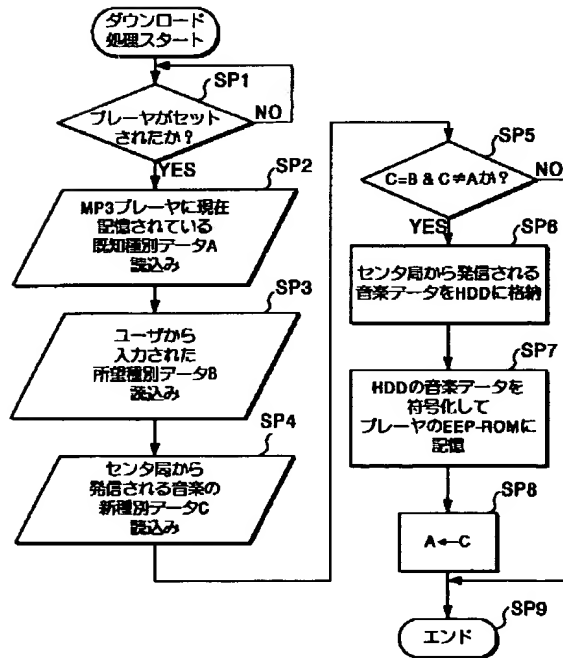 ダウンロード
処理スタート
SP1
プレーヤがセット
されたか？
NO
YES
SP2
MP3プレーヤに現在
記憶されている
既知種別データA
読込み
SP3
ユーザから
入力された
所望種別データB
読込み
SP4
センタ局から
発信される音楽の
新種別データC
読込み
SP5
C=B & C≠Aか？
NO
YES
SP6
センタ局から発信される
音楽データをHDDに格納
SP7
HDDの音楽データを
符号化して
プレーヤのEEP-ROMに
記憶
SP8
A←C
SP9
エンド